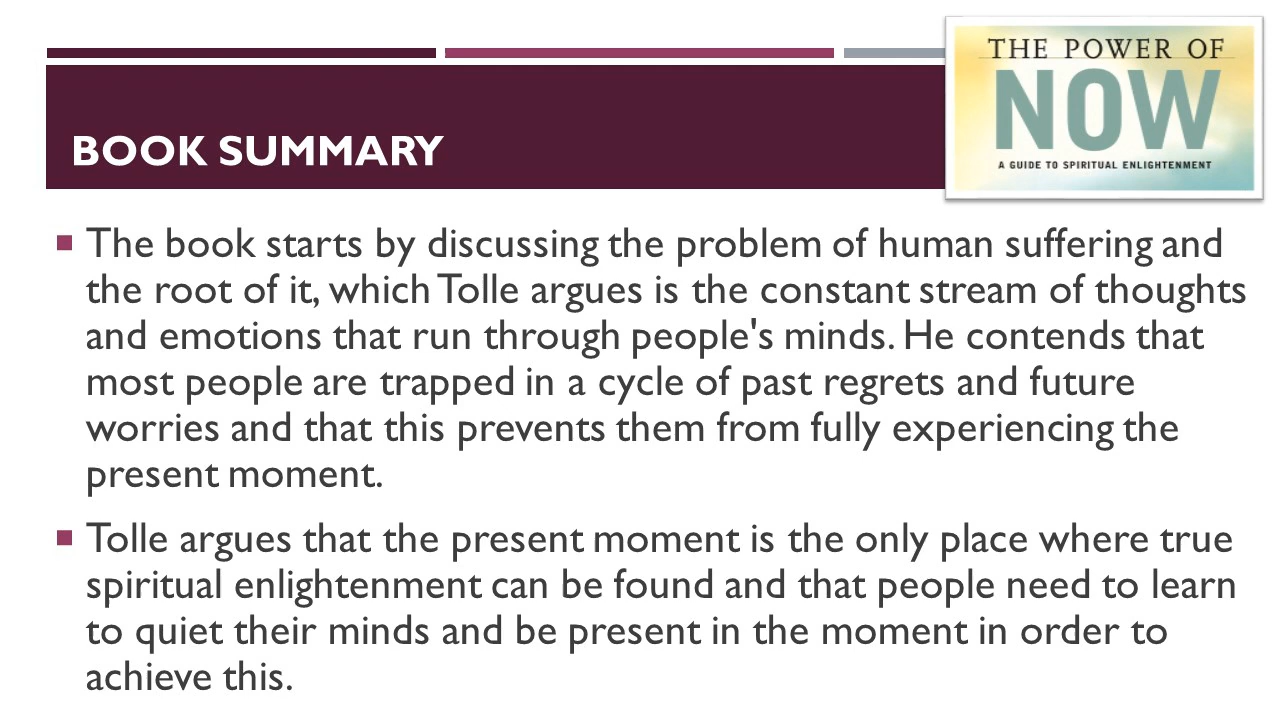 THE POWER OF
NOW
A GUIDE TO SPIRITUAL ENLIGHTENMENT
BOOK SUMMARY
The book starts by discussing the problem of human suffering and
the root of it, which Tolle argues is the constant stream of thoughts
and emotions that run through people's minds. He contends that
most people are trapped in a cycle of past regrets and future
worries and that this prevents them from fully experiencing the
present moment.
Tolle argues that the present moment is the only place where true
spiritual enlightenment can be found and that people need to learn
to quiet their minds and be present in the moment in order to
achieve this.